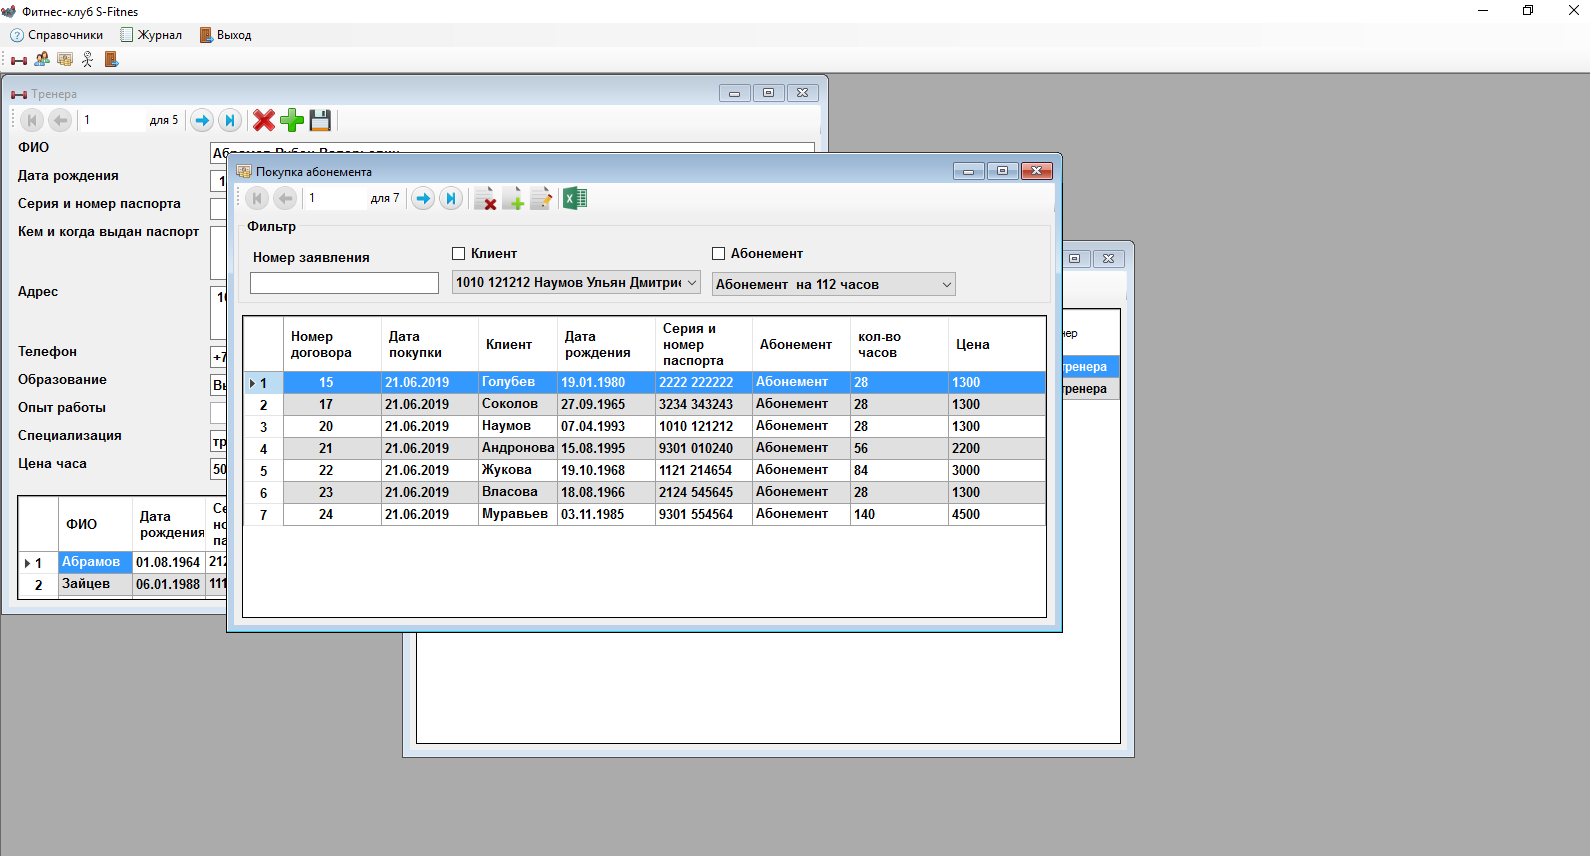 Фитнес-клуб S-Fitnes
Справочники Журнал Выход
Тренера
1 для 5
ФИО
Дата рождения
Серия и номер паспорта
Кем и когда выдан паспорт
Адрес
Телефон +7
Образование
Опыт работы
Специализация
Цена часа 50
ФИО Дата рождения
1 Абрамов 01.08.1964 212
2 Зайцев 06.01.1988 111
Покупка абонемента
1 для 7
Фильтр
Номер заявления Клиент Абонемент
1010 121212 Наумов Ульян Дмитрие Абонемент на 112 часов
Номер договора Дата покупки Клиент Дата рождения Серия и номер паспорта Абонемент кол-во часов Цена
1 15 21.06.2019 Голубев 19.01.1980 2222 222222 Абонемент 28 1300
2 17 21.06.2019 Соколов 27.09.1965 3234 343243 Абонемент 28 1300
3 20 21.06.2019 Наумов 07.04.1993 1010 121212 Абонемент 28 1300
4 21 21.06.2019 Андронова 15.08.1995 9301 010240 Абонемент 56 2200
5 22 21.06.2019 Жукова 19.10.1968 1121 214654 Абонемент 84 3000
6 23 21.06.2019 Власова 18.08.1966 2124 545645 Абонемент 28 1300
7 24 21.06.2019 Муравьев 03.11.1985 9301 554564 Абонемент 140 4500
нер
тренера
тренера